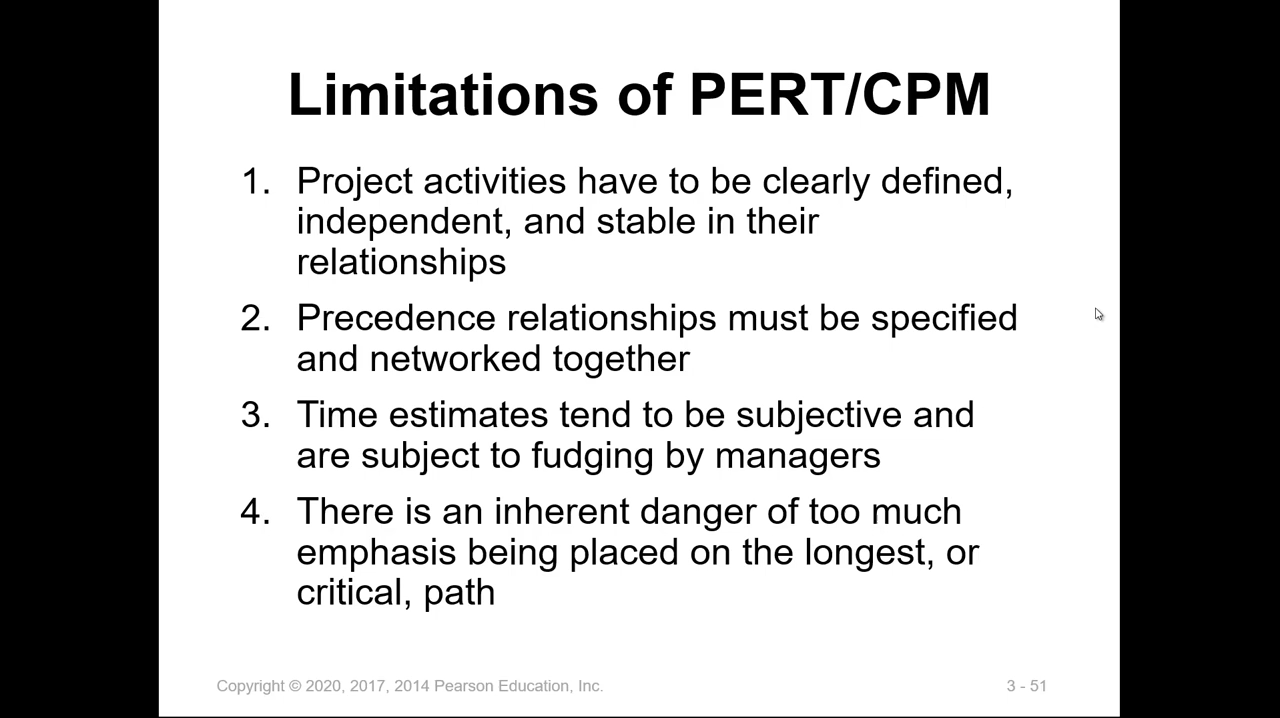 Limitations of PERT/CPM
1. Project activities have to be clearly defined,
independent, and stable in their
relationships
2. Precedence relationships must be specified
and networked together
3. Time estimates tend to be subjective and
are subject to fudging by managers
4. There is an inherent danger of too much
emphasis being placed on the longest, or
critical, path
Copyright © 2020, 2017, 2014 Pearson Education, Inc.
3 - 51